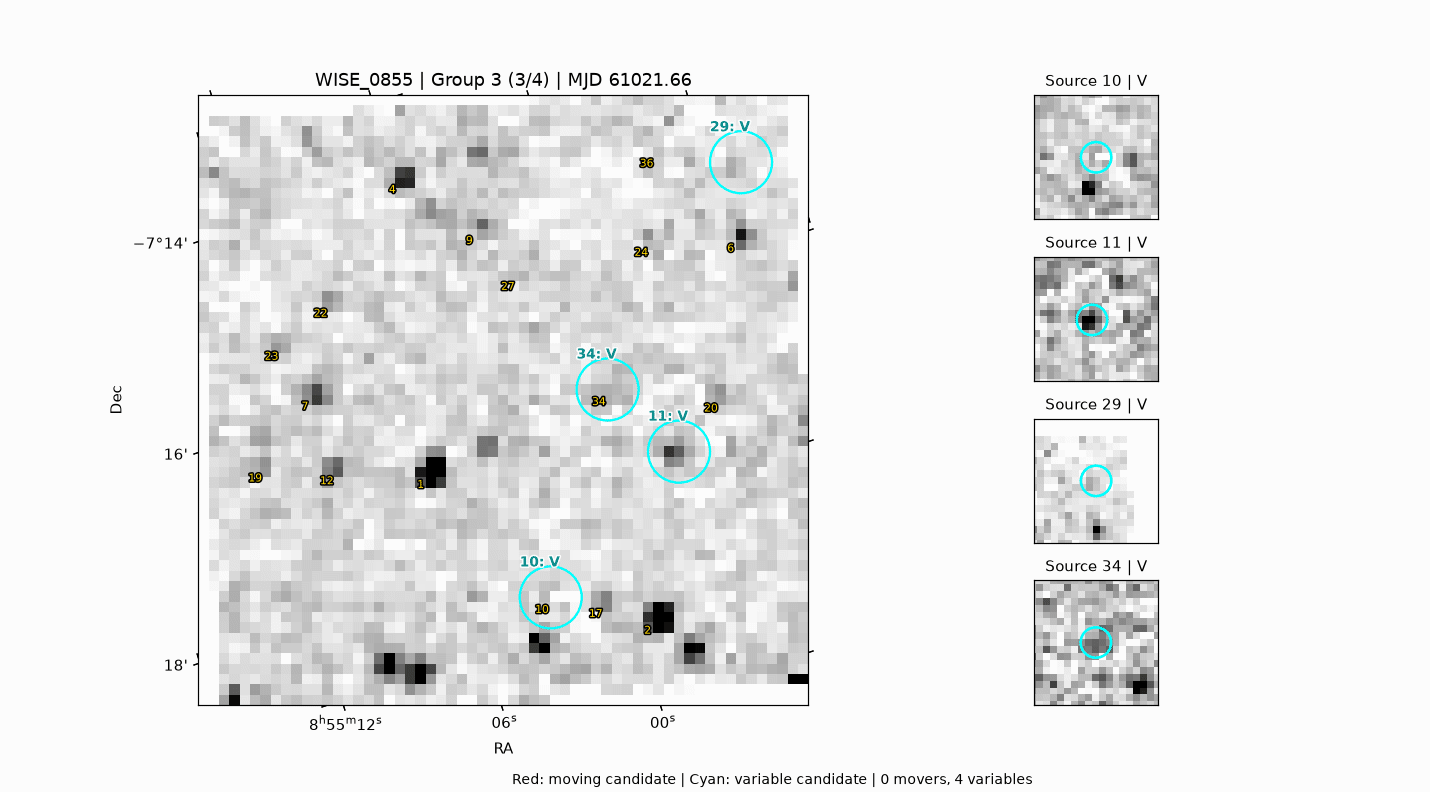 WISE_0855 | Group 3 (3/4) | MJD 61021.66
29: V
36
4
9
24
6
27
−7°14'
22
23
34: V
34
7
20
11: V
16'
19
12
1
10: V
10
17
2
18'
8ʰ55ᵐ12ˢ
06ˢ
00ˢ
RA
Dec
Source 10 | V
Source 11 | V
Source 29 | V
Source 34 | V
Red: moving candidate | Cyan: variable candidate | 0 movers, 4 variables